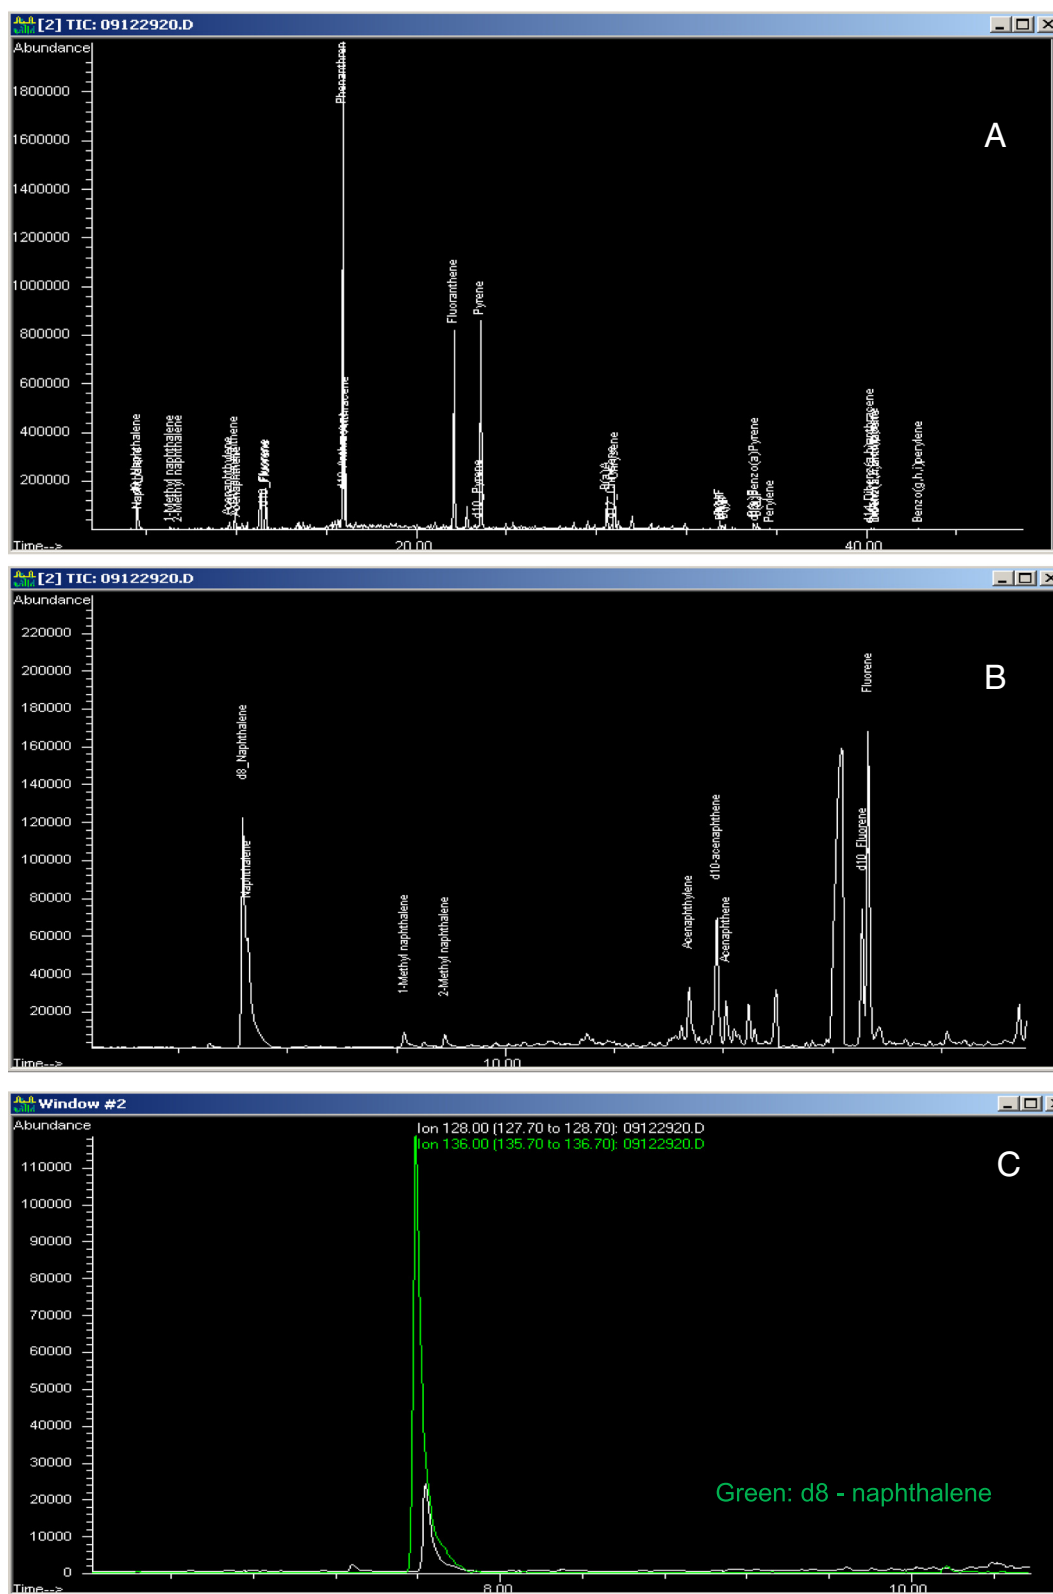 [2] TIC: 09122920.D
Abundance
A
1800000
1600000
1400000
1200000
1000000
800000
600000
400000
200000
Phenanthren
Fluoranthene
Pyrene
d10_Pyrene
1-Methyl naphthalene
2-Methyl naphthalene
Perylene
Benzo(g,h,i)perylene
Time-->
20.00
40.00
[2] TIC: 09122920.D
Abundance
B
220000
200000
180000
160000
140000
120000
100000
80000
60000
40000
20000
d8_Naphthalene
Naphthalene
1-Methyl naphthalene
2-Methyl naphthalene
Acenaphthylene
d10-acenaphthene
Acenaphthene
d10_Fluorene
Fluorene
Time-->
10.00
Window #2
Abundance
Ion 128.00 (127.70 to 128.70): 09122920.D
Ion 136.00 (135.70 to 136.70): 09122920.D
C
110000
100000
90000
80000
70000
60000
50000
40000
30000
20000
10000
0
Green: d8 - naphthalene
Time-->
8.00
10.00